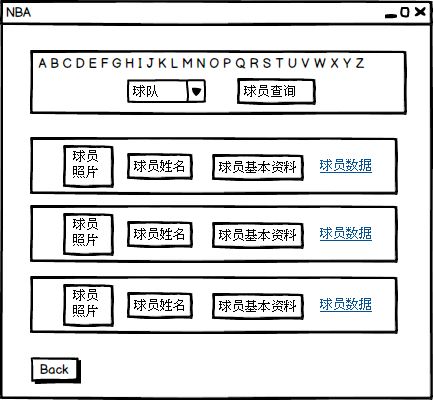 NBA
A B C D E F G H I J K L M N O P Q R S T U V W X Y Z
球队 球员查询
球员
照片
球员姓名 球员基本资料 球员数据
球员
照片
球员姓名 球员基本资料 球员数据
球员
照片
球员姓名 球员基本资料 球员数据
Back